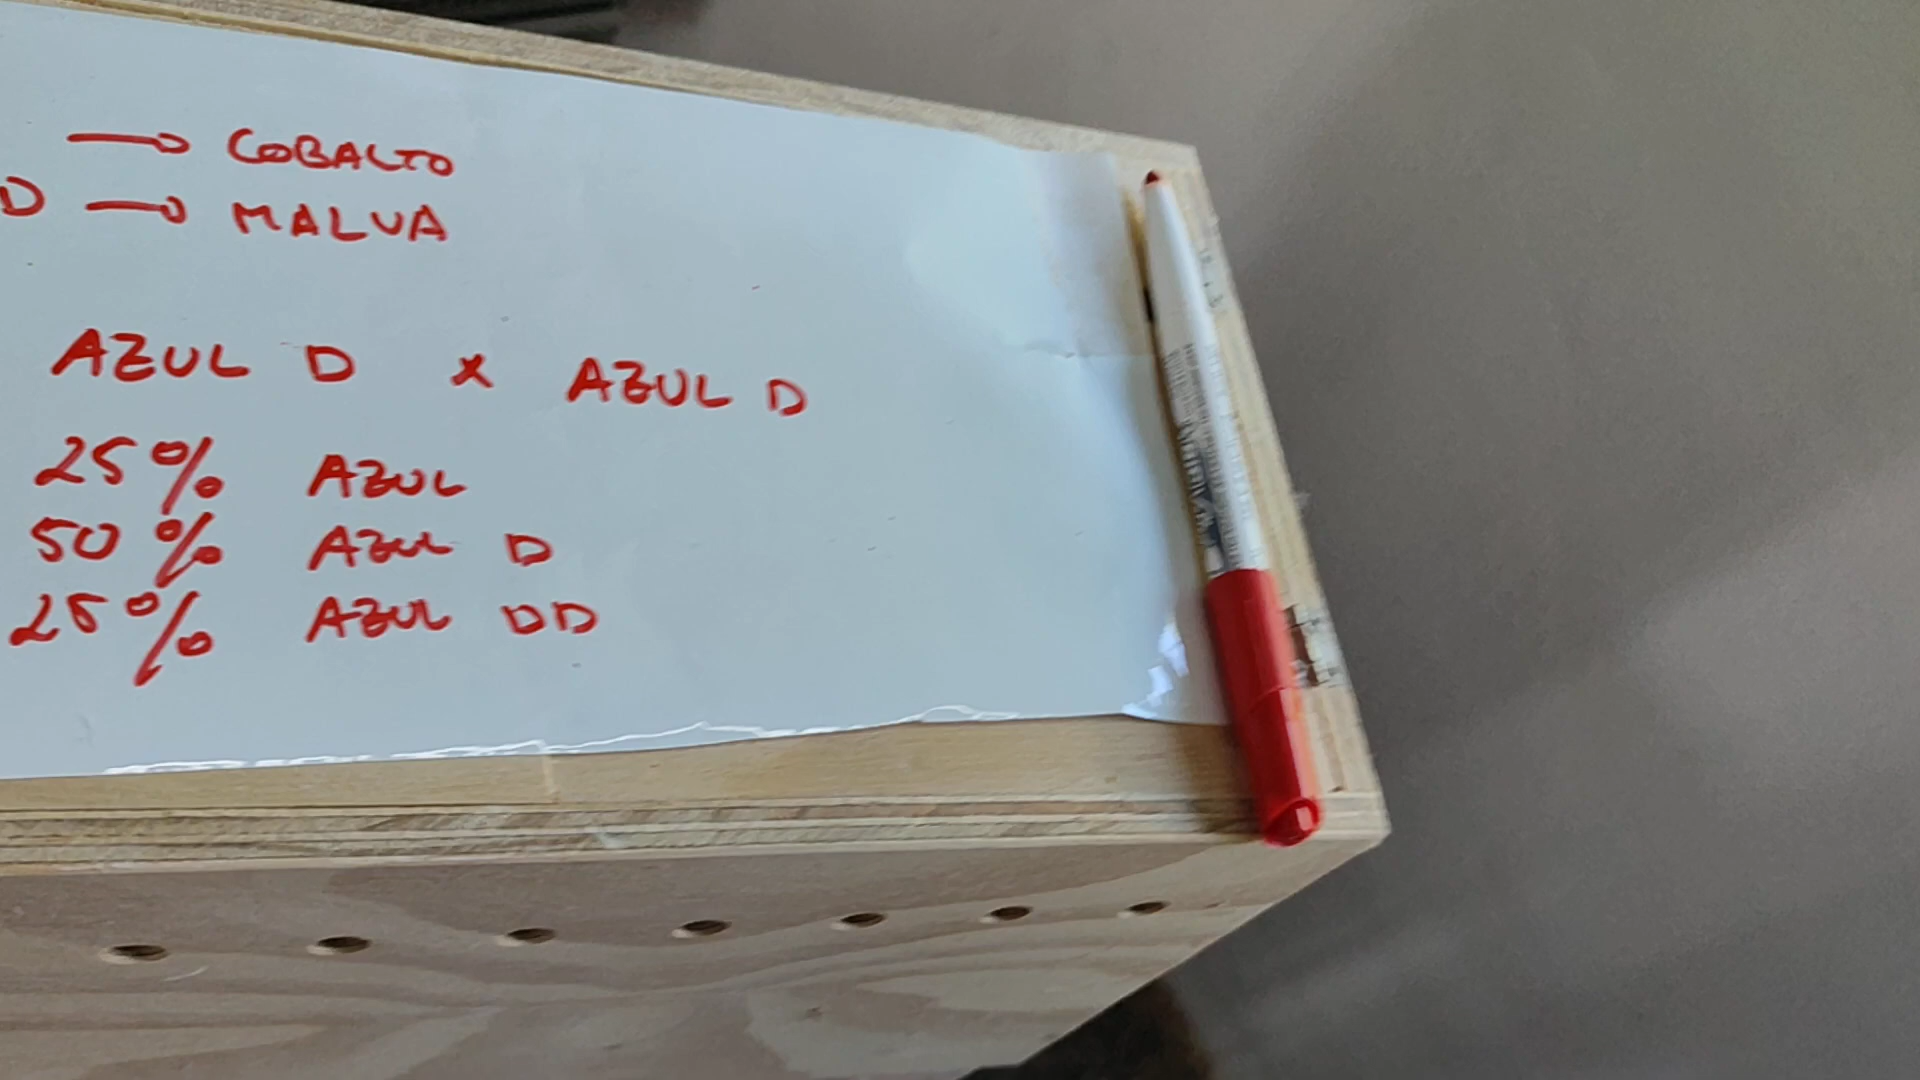 → COBALTO
D → MALVA
AZUL D x AZUL D
25% AZUL
50% AZUL D
25% AZUL DD